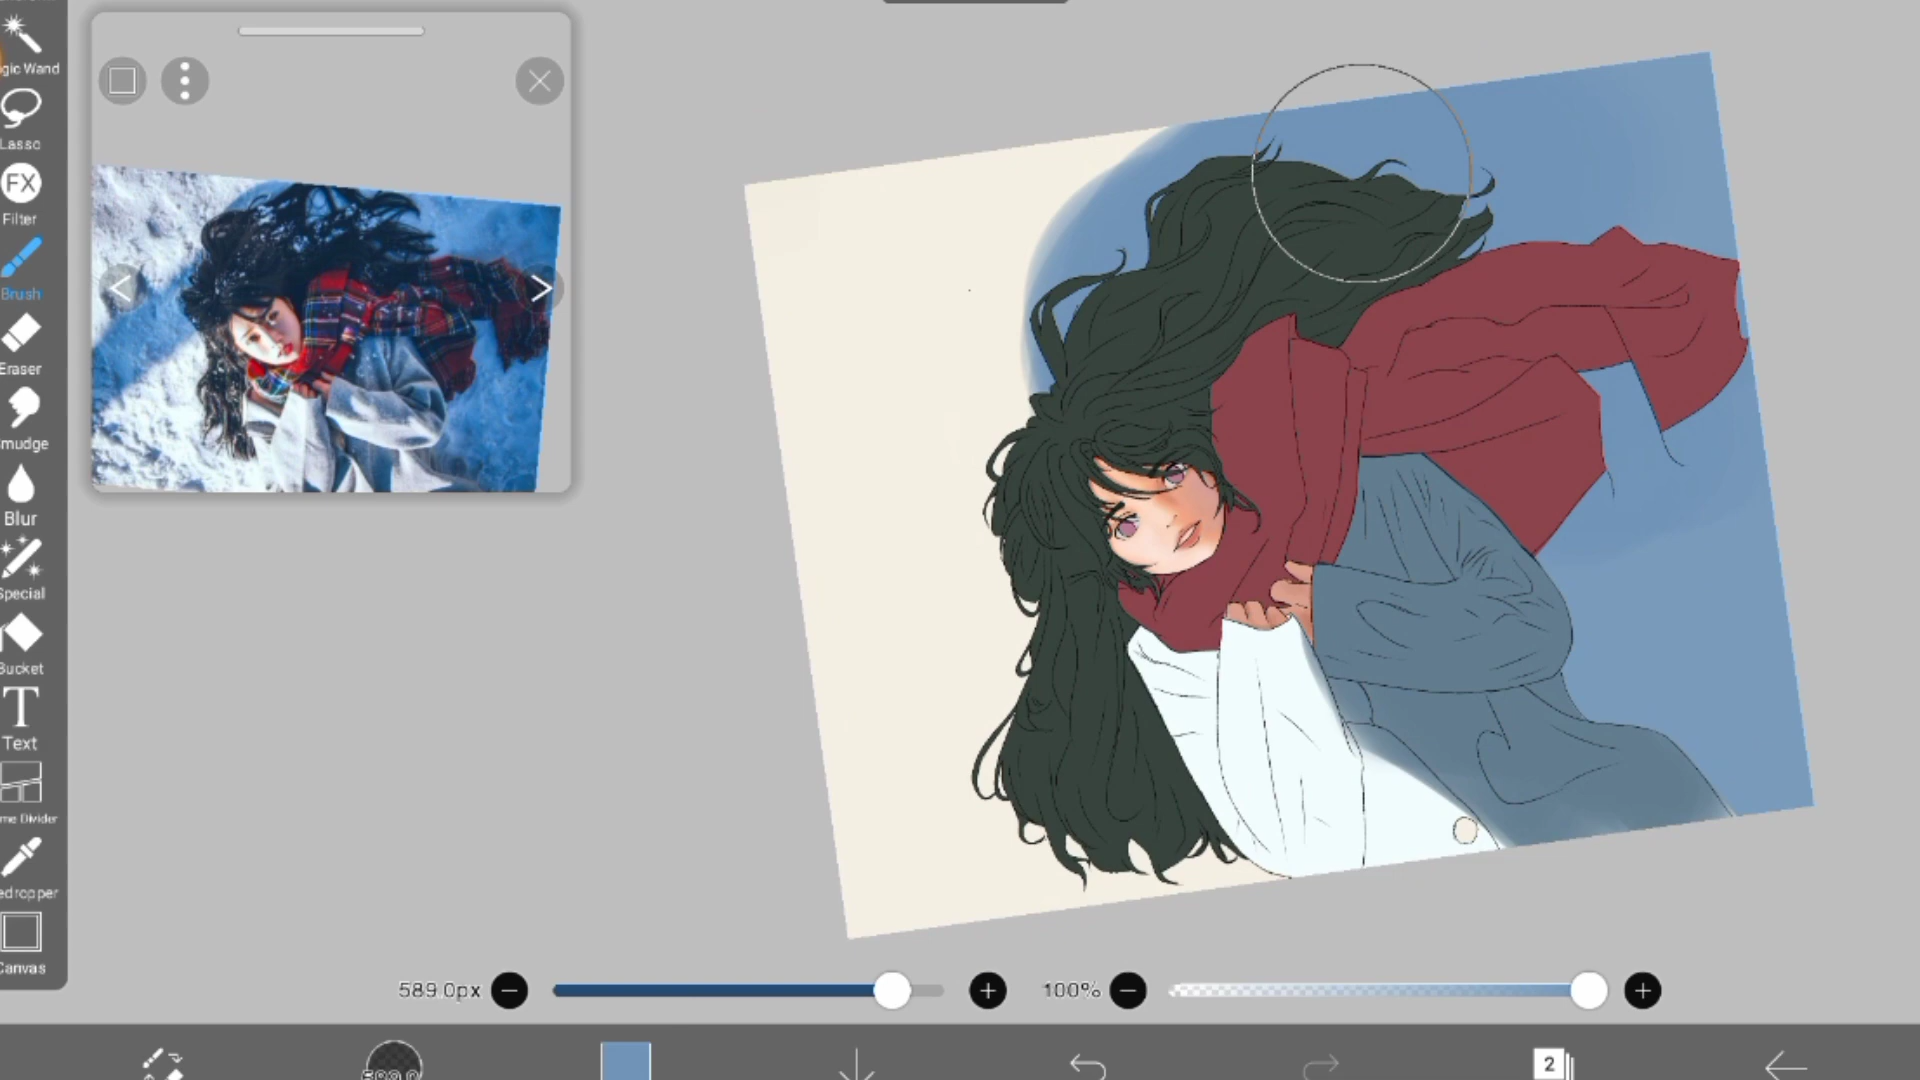 gic Wand
Lasso
FX
Filter
Brush
Eraser
mudge
Blur
Special
Bucket
T
Text
me Divider
edropper
Canvas
589.0px
100%
2